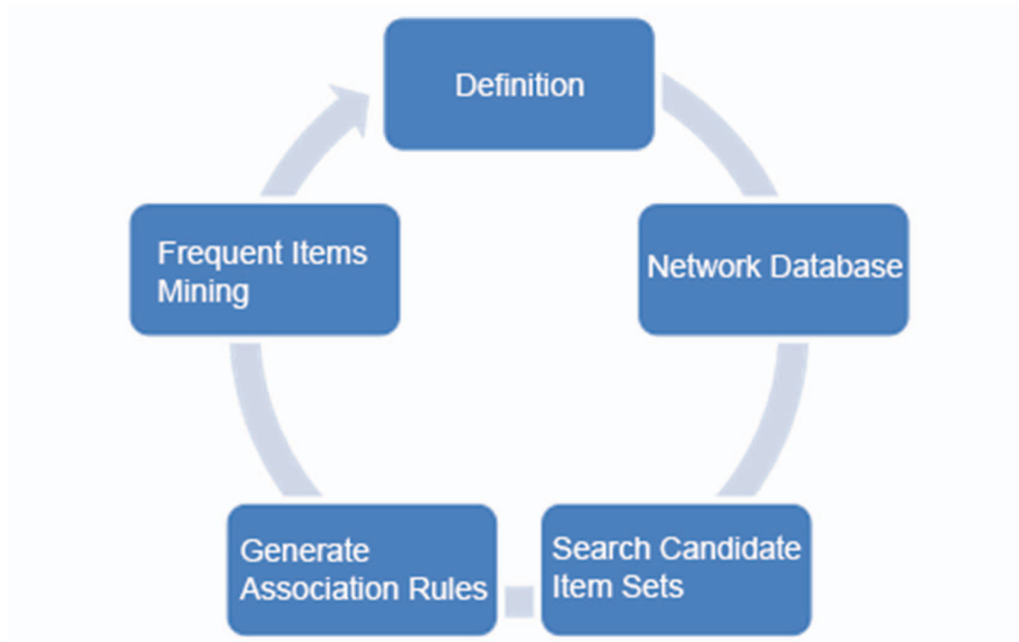 Definition
Network Database
Search Candidate
Item Sets
Generate
Association Rules
Frequent Items
Mining